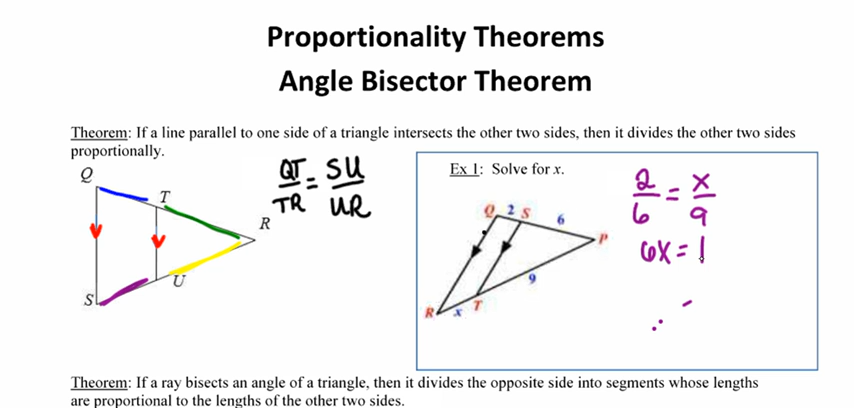 Proportionality Theorems
Angle Bisector Theorem
Theorem: If a line parallel to one side of a triangle intersects the other two sides, then it divides the other two sides
proportionally.
Q
T
R
S
U
QT/TR = SU/UR
Ex 1: Solve for x.
Q 2 S 6
P
9
R x T
2/6 = x/9
6x = 1
Theorem: If a ray bisects an angle of a triangle, then it divides the opposite side into segments whose lengths
are proportional to the lengths of the other two sides.